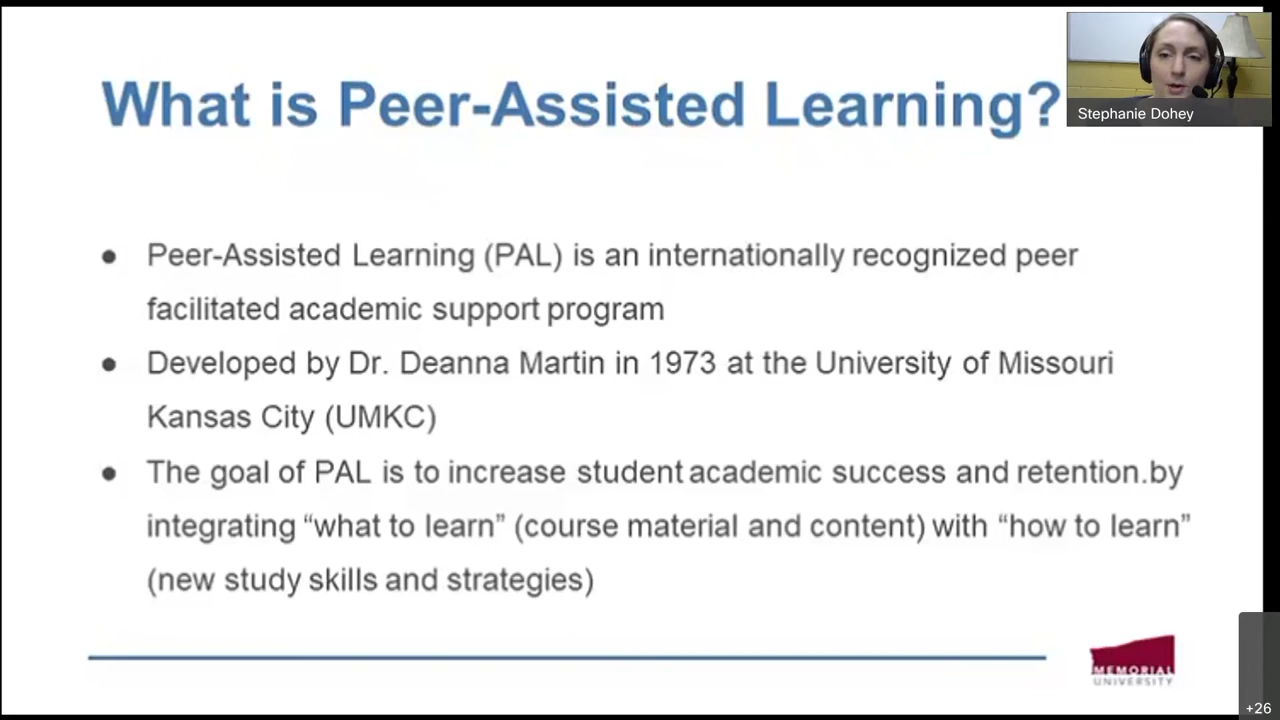 What is Peer-Assisted Learning?
Stephanie Dohey
● Peer-Assisted Learning (PAL) is an internationally recognized peer
facilitated academic support program
● Developed by Dr. Deanna Martin in 1973 at the University of Missouri
Kansas City (UMKC)
● The goal of PAL is to increase student academic success and retention.by
integrating “what to learn” (course material and content) with “how to learn”
(new study skills and strategies)
MEMORIAL
UNIVERSITY
+26